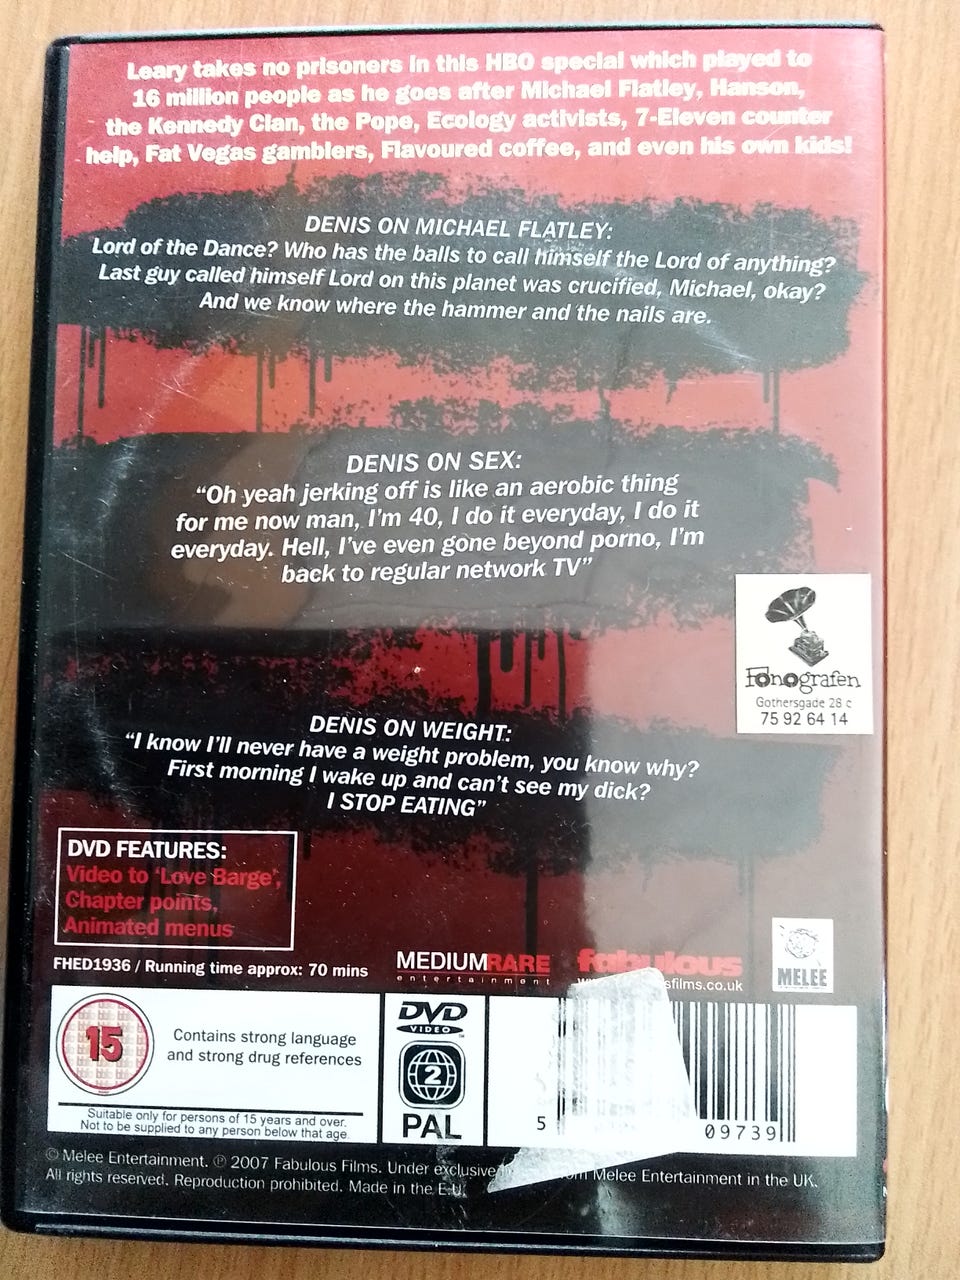 Leary takes no prisoners in this HBO special which played to
16 million people as he goes after Michael Flatley, Hanson,
the Kennedy Clan, the Pope, Ecology activists, 7-Eleven counter
help, Fat Vegas gamblers, Flavoured coffee, and even his own kids!
DENIS ON MICHAEL FLATLEY:
Lord of the Dance? Who has the balls to call himself the Lord of anything?
Last guy called himself Lord on this planet was crucified, Michael, okay?
And we know where the hammer and the nails are.
DENIS ON SEX:
“Oh yeah jerking off is like an aerobic thing
for me now man, I’m 40, I do it everyday, I do it
everyday. Hell, I’ve even gone beyond porno, I’m
back to regular network TV”
Fonografen
Gothersgade 28 c
75 92 64 14
DENIS ON WEIGHT:
“I know I’ll never have a weight problem, you know why?
First morning I wake up and can’t see my dick?
I STOP EATING”
DVD FEATURES:
Video to ‘Love Barge’,
Chapter points,
Animated menus
FHED1936 / Running time approx: 70 mins
MEDIUMRARE
entertainment
fabulous
sfilms.co.uk
MELEE
15
Contains strong language
and strong drug references
Suitable only for persons of 15 years and over.
Not to be supplied to any person below that age
DVD
VIDEO
2
PAL
5
09739
© Melee Entertainment. ℗ 2007 Fabulous Films. Under exclusive Melee Entertainment in the UK.
All rights reserved. Reproduction prohibited. Made in the E.U.